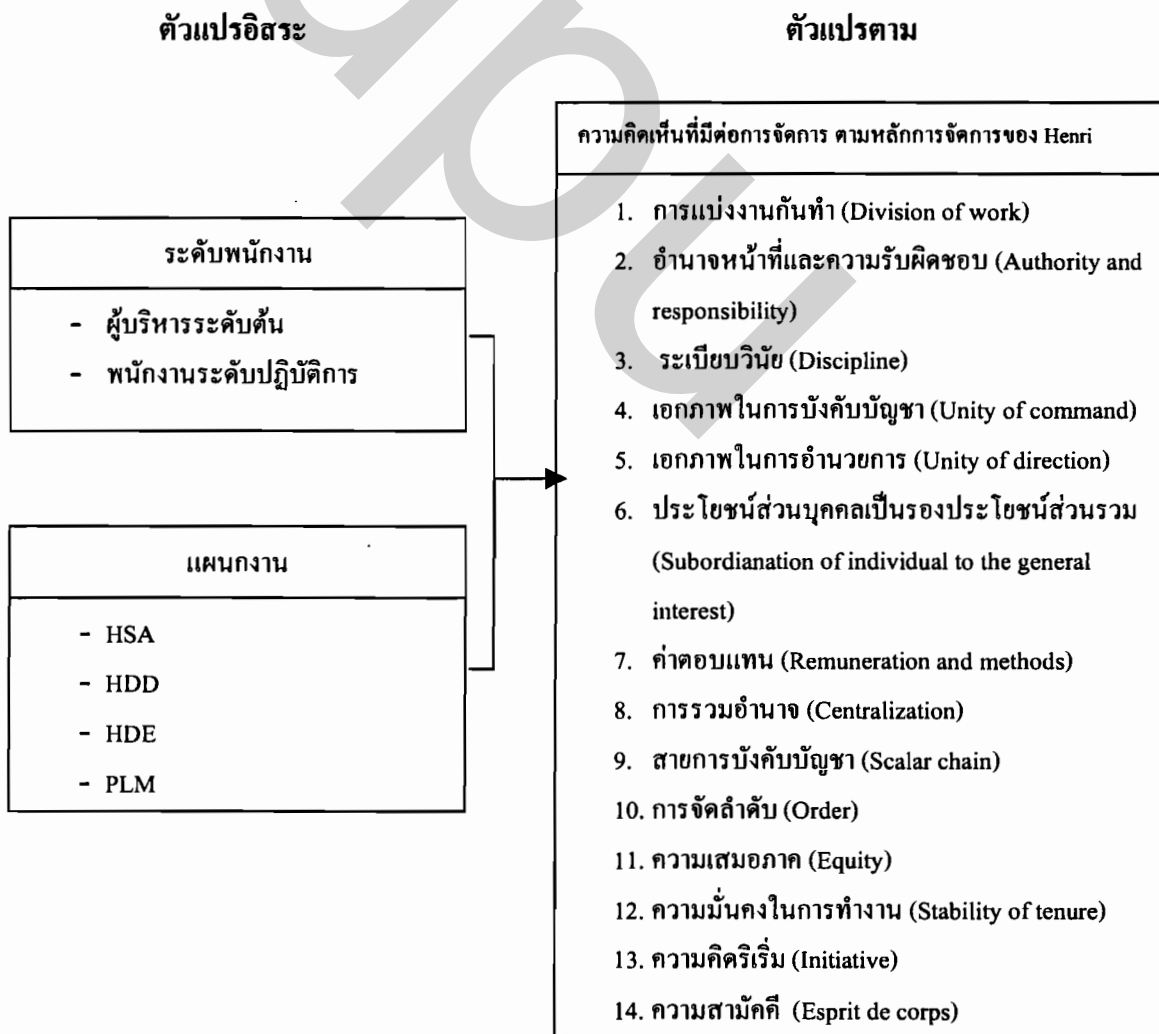 ตัวแปรอิสระ
ตัวแปรตาม
ระดับพนักงาน
- ผู้บริหารระดับต้น
- พนักงานระดับปฏิบัติการ
แผนกงาน
- HSA
- HDD
- HDE
- PLM
ความคิดเห็นที่มีต่อการจัดการ ตามหลักการจัดการของ Henri
1. การแบ่งงานกันทำ (Division of work)
2. อำนาจหน้าที่และความรับผิดชอบ (Authority and
responsibility)
3. ระเบียบวินัย (Discipline)
4. เอกภาพในการบังคับบัญชา (Unity of command)
5. เอกภาพในการอำนวยการ (Unity of direction)
6. ประโยชน์ส่วนบุคคลเป็นรองประโยชน์ส่วนรวม
(Subordianation of individual to the general
interest)
7. ค่าตอบแทน (Remuneration and methods)
8. การรวมอำนาจ (Centralization)
9. สายการบังคับบัญชา (Scalar chain)
10. การจัดลำดับ (Order)
11. ความเสมอภาค (Equity)
12. ความมั่นคงในการทำงาน (Stability of tenure)
13. ความคิดริเริ่ม (Initiative)
14. ความสามัคคี (Esprit de corps)